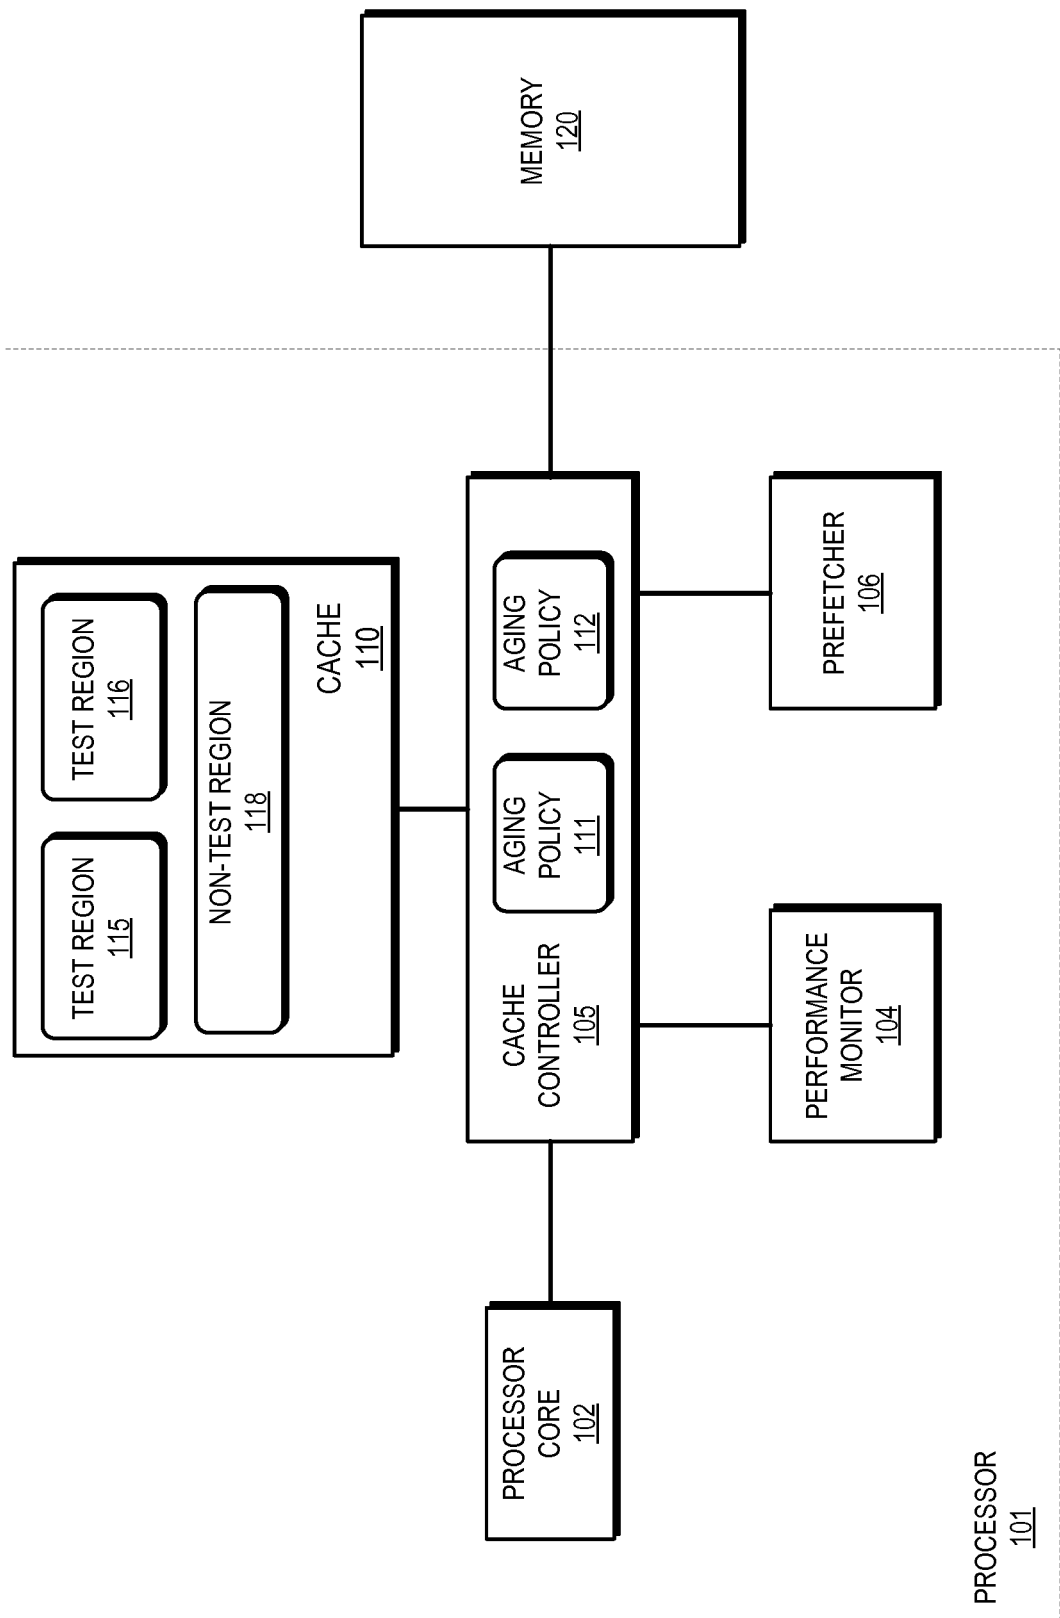 TEST REGION
115
TEST REGION
116
NON-TEST REGION
118
CACHE
110
PROCESSOR
CORE
102
CACHE
CONTROLLER
105
AGING
POLICY
111
AGING
POLICY
112
MEMORY
120
PERFORMANCE
MONITOR
104
PREFETCHER
106
PROCESSOR
101